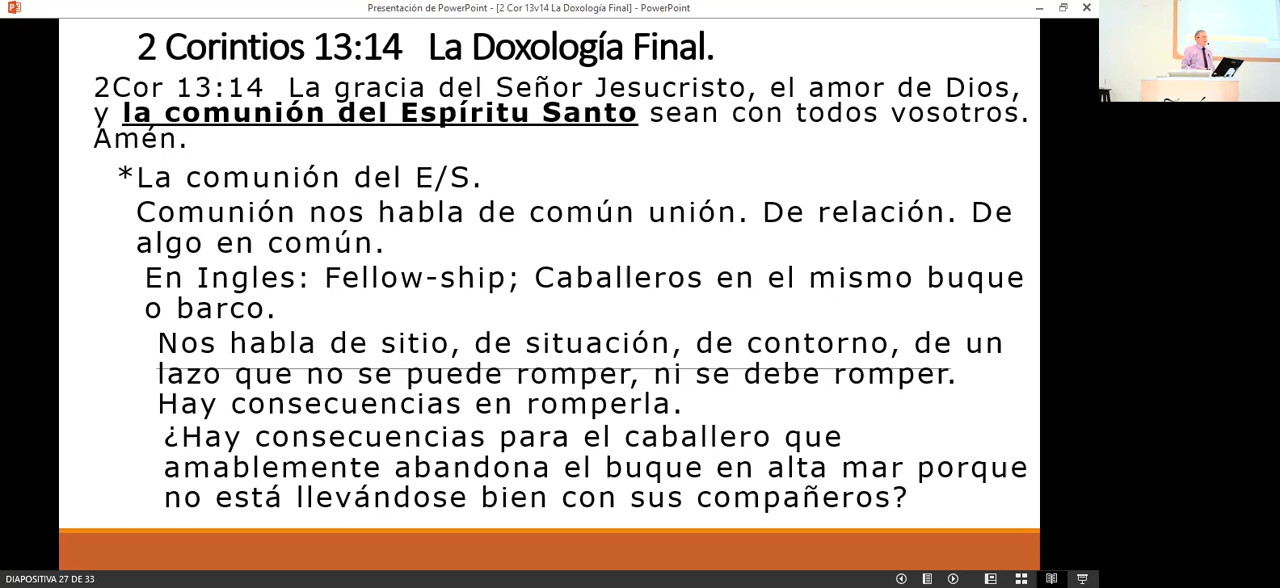 Presentación de PowerPoint - [2 Cor 13v14 La Doxología Final] - PowerPoint
2 Corintios 13:14 La Doxología Final.
2Cor 13:14 La gracia del Señor Jesucristo, el amor de Dios,
y la comunión del Espíritu Santo sean con todos vosotros.
Amén.
*La comunión del E/S.
Comunión nos habla de común unión. De relación. De
algo en común.
En Ingles: Fellow-ship; Caballeros en el mismo buque
o barco.
Nos habla de sitio, de situación, de contorno, de un
lazo que no se puede romper, ni se debe romper.
Hay consecuencias en romperla.
¿Hay consecuencias para el caballero que
amablemente abandona el buque en alta mar porque
no está llevándose bien con sus compañeros?
DIAPOSITIVA 27 DE 33